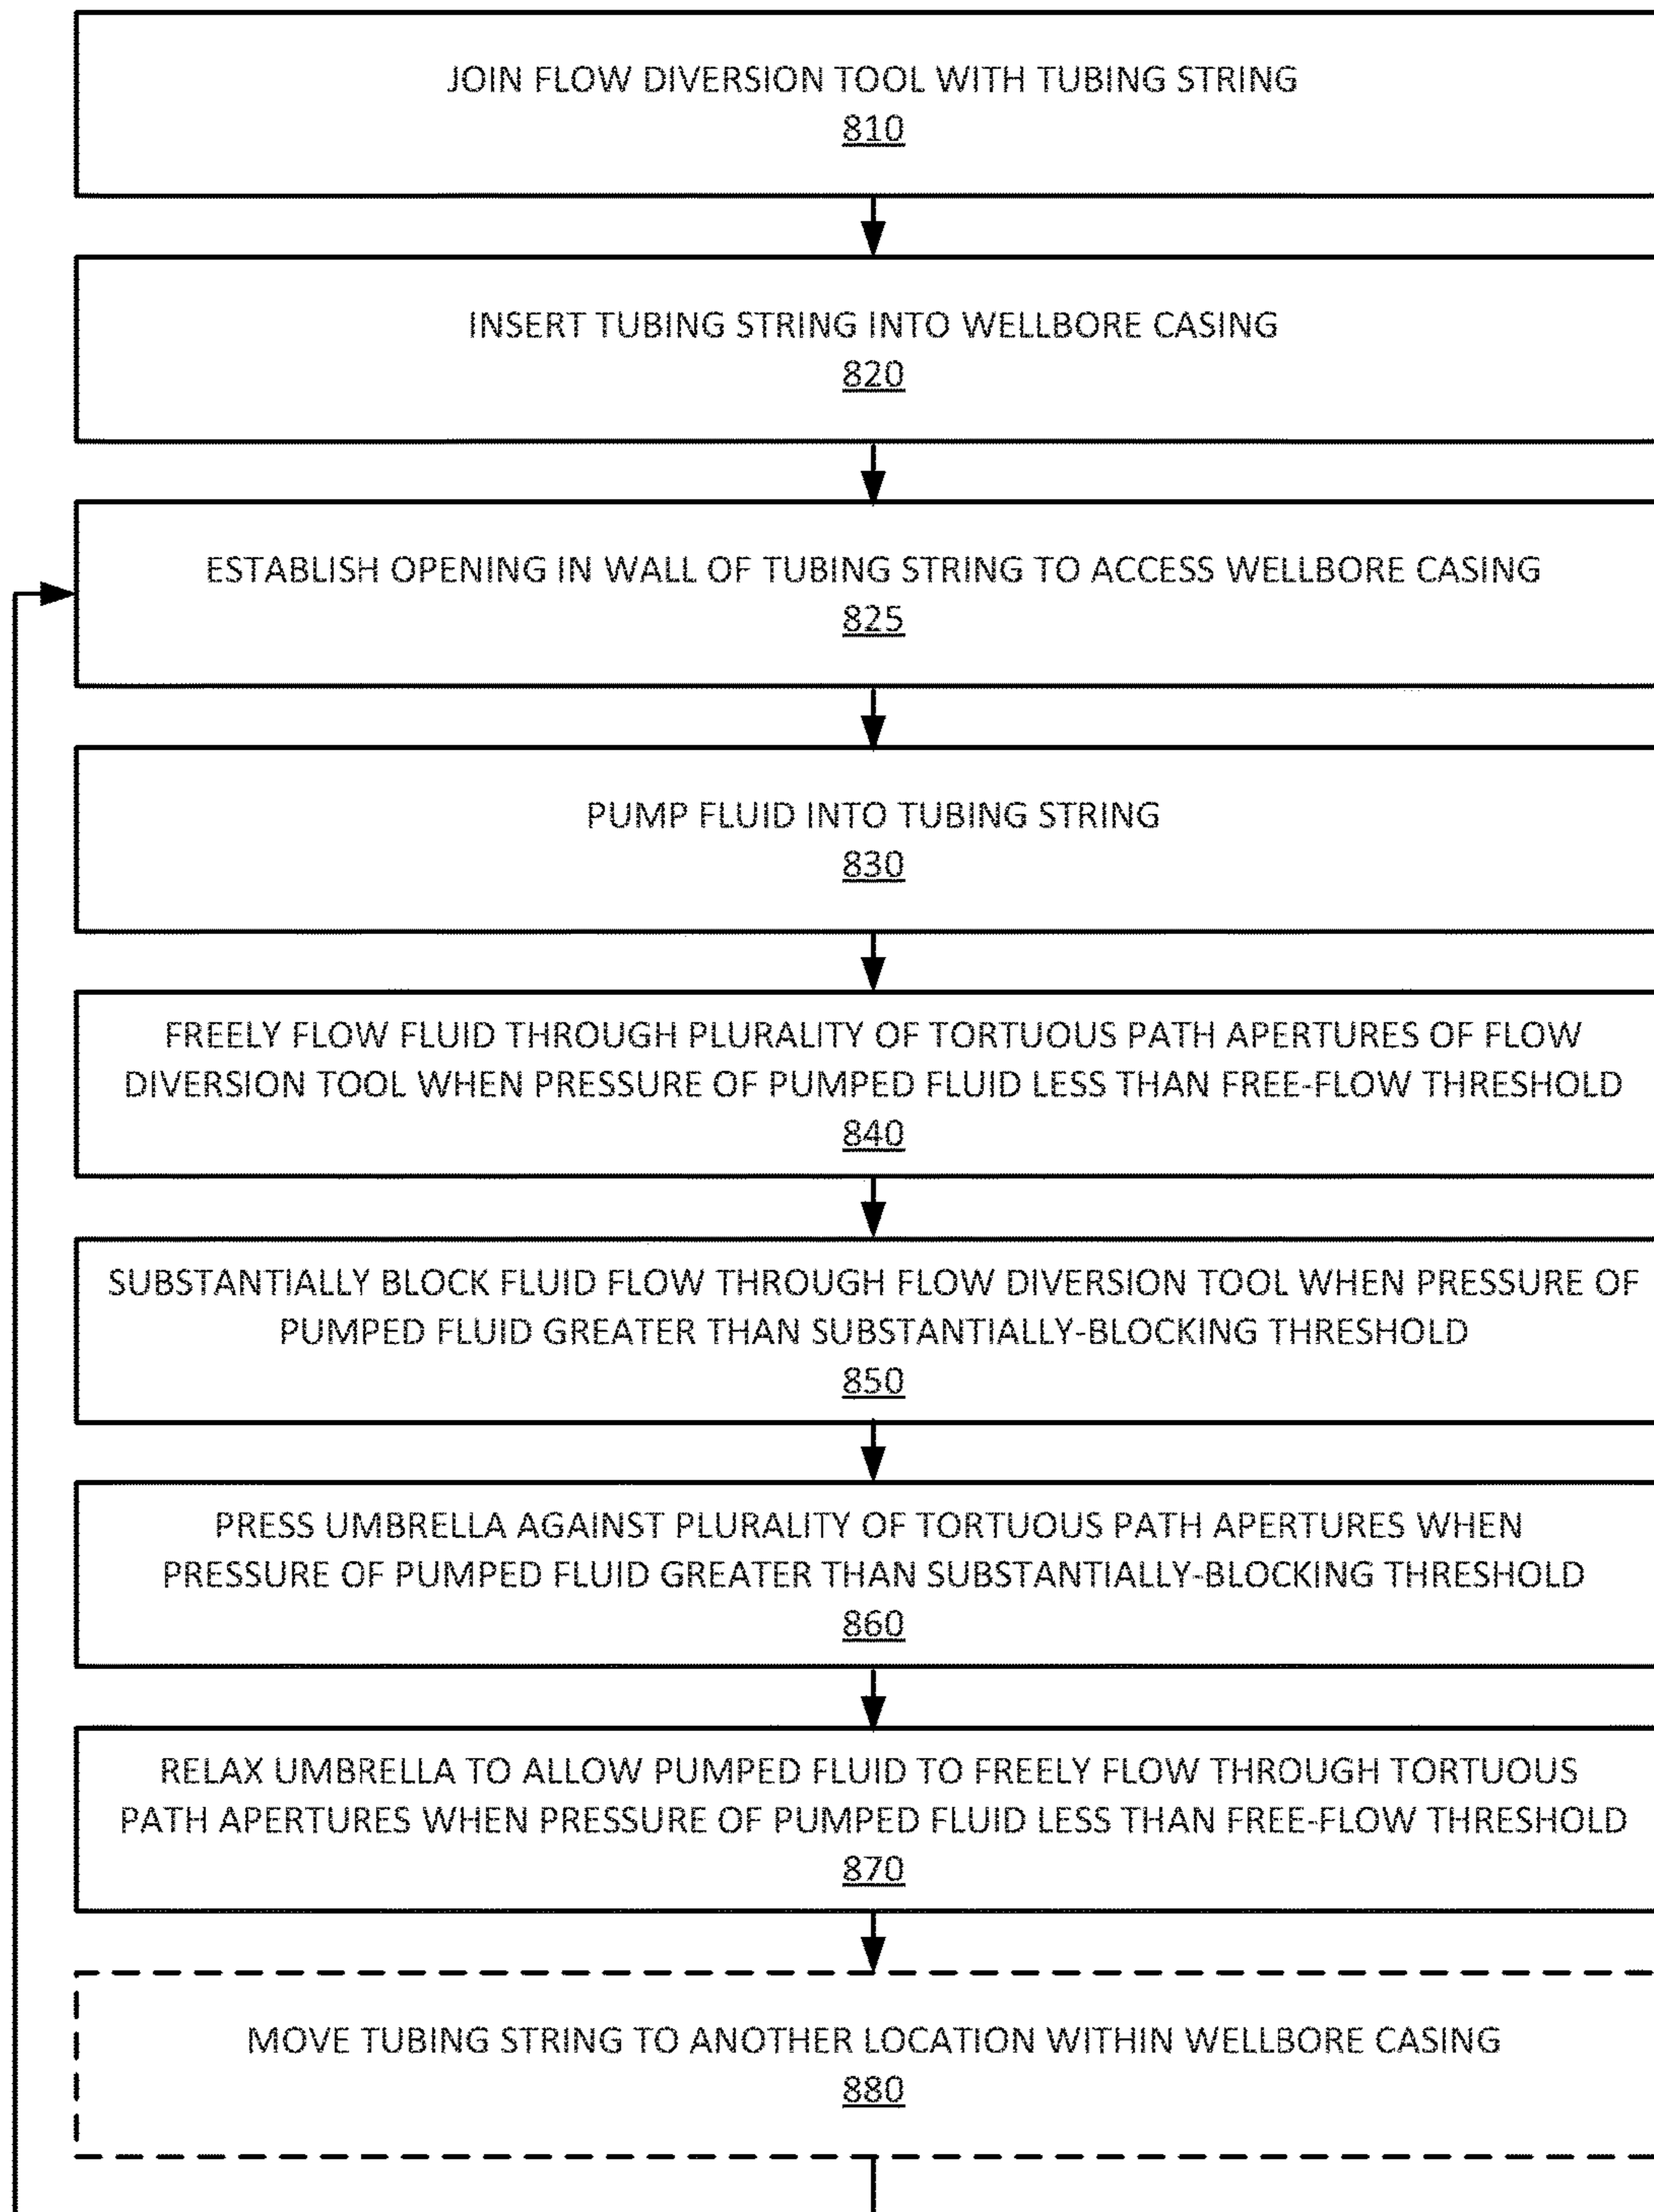 JOIN FLOW DIVERSION TOOL WITH TUBING STRING
810
INSERT TUBING STRING INTO WELLBORE CASING
820
ESTABLISH OPENING IN WALL OF TUBING STRING TO ACCESS WELLBORE CASING
825
PUMP FLUID INTO TUBING STRING
830
FREELY FLOW FLUID THROUGH PLURALITY OF TORTUOUS PATH APERTURES OF FLOW
DIVERSION TOOL WHEN PRESSURE OF PUMPED FLUID LESS THAN FREE-FLOW THRESHOLD
840
SUBSTANTIALLY BLOCK FLUID FLOW THROUGH FLOW DIVERSION TOOL WHEN PRESSURE OF
PUMPED FLUID GREATER THAN SUBSTANTIALLY-BLOCKING THRESHOLD
850
PRESS UMBRELLA AGAINST PLURALITY OF TORTUOUS PATH APERTURES WHEN
PRESSURE OF PUMPED FLUID GREATER THAN SUBSTANTIALLY-BLOCKING THRESHOLD
860
RELAX UMBRELLA TO ALLOW PUMPED FLUID TO FREELY FLOW THROUGH TORTUOUS
PATH APERTURES WHEN PRESSURE OF PUMPED FLUID LESS THAN FREE-FLOW THRESHOLD
870
MOVE TUBING STRING TO ANOTHER LOCATION WITHIN WELLBORE CASING
880